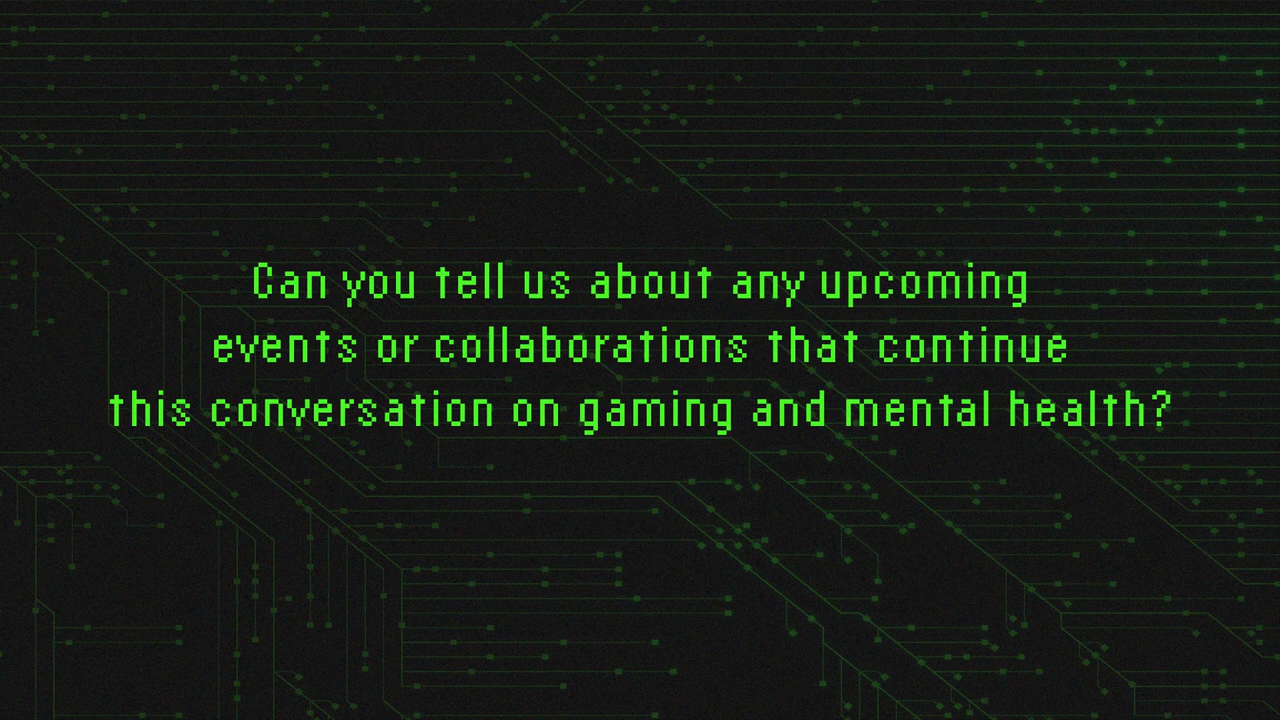 Can you tell us about any upcoming
events or collaborations that continue
this conversation on gaming and mental health?